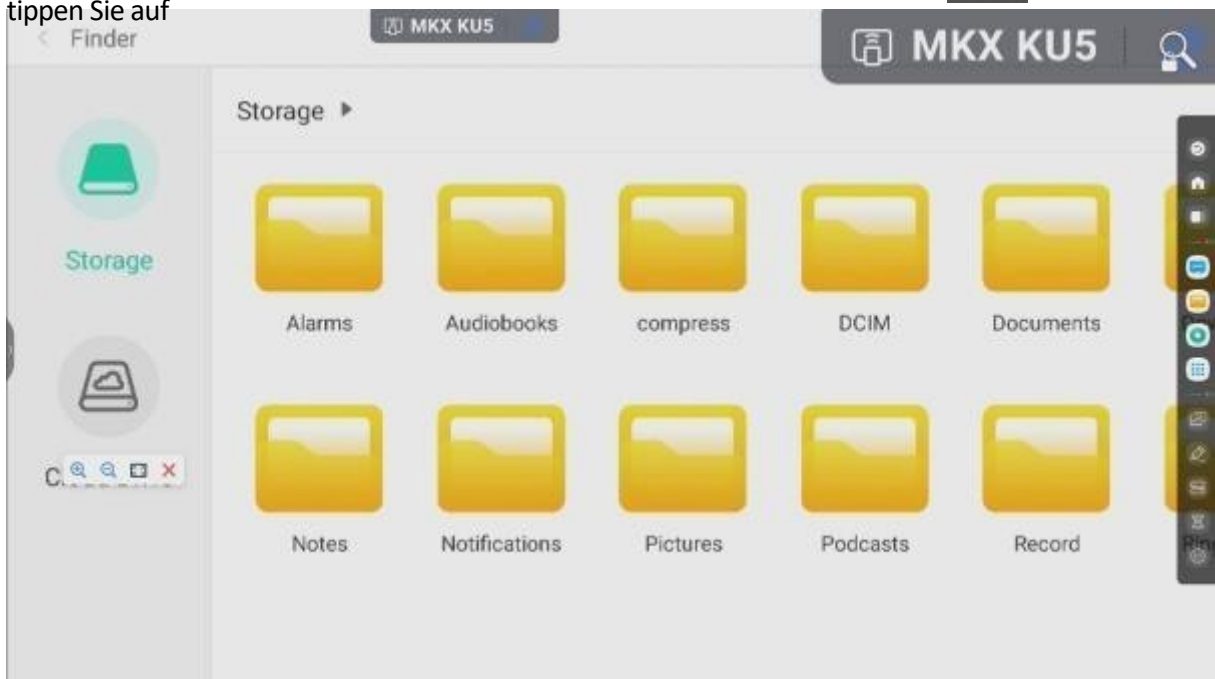 tippen Sie auf
Finder
MKX KU5
MKX KU5
Storage
Storage
Alarms
Audiobooks
compress
DCIM
Documents
Notes
Notifications
Pictures
Podcasts
Record